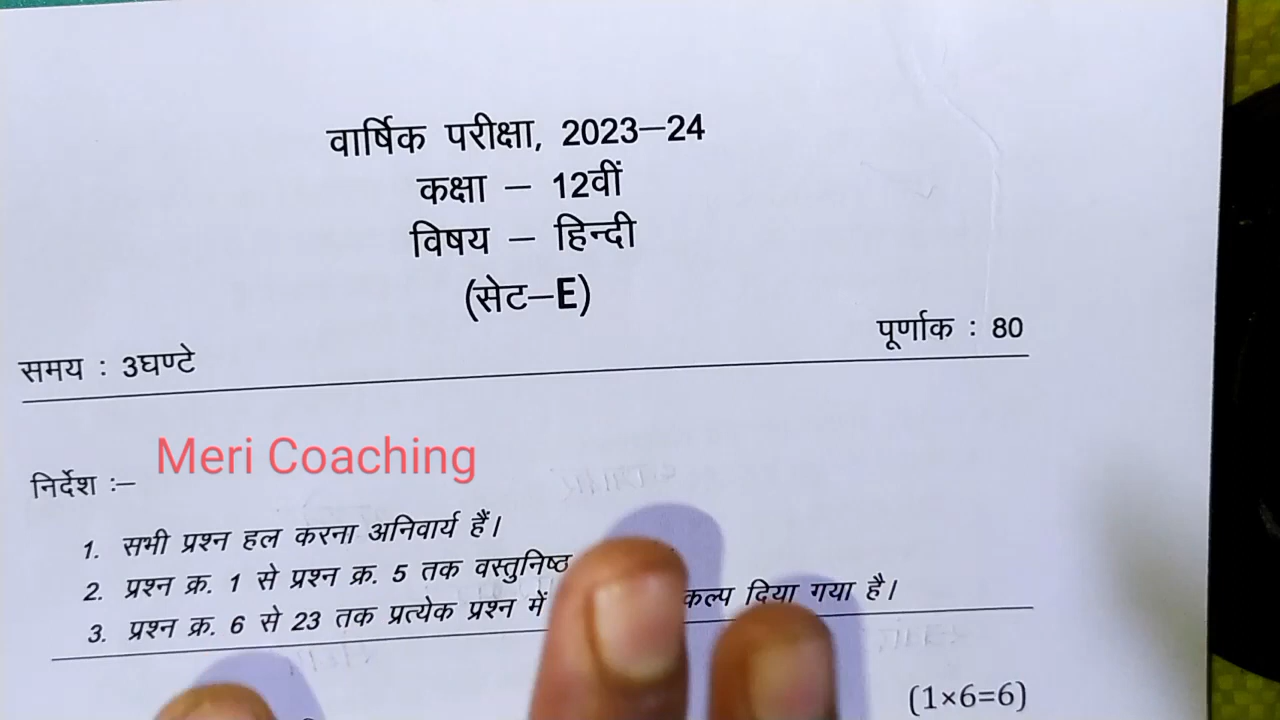 वार्षिक परीक्षा, 2023–24
कक्षा – 12वीं
विषय – हिन्दी
(सेट–E)
पूर्णाक : 80
समय : 3घण्टे
Meri Coaching
निर्देश :–
1. सभी प्रश्न हल करना अनिवार्य हैं।
2. प्रश्न क्र. 1 से प्रश्न क्र. 5 तक वस्तुनिष्ठ
3. प्रश्न क्र. 6 से 23 तक प्रत्येक प्रश्न में कल्प दिया गया है।
(1×6=6)